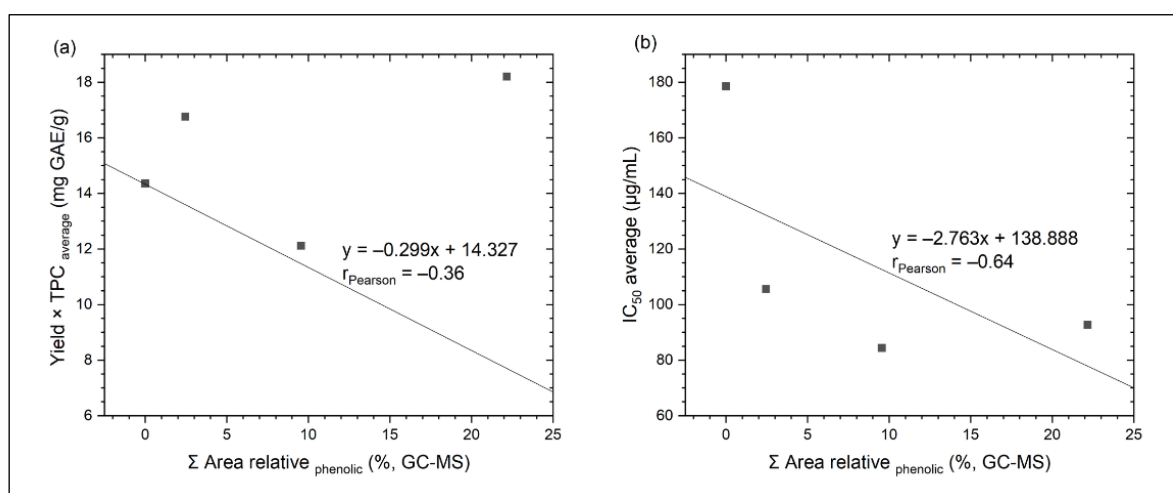 (a)
18
16
14
12
10
8
6
0
5
10
15
20
25
Yield × TPC average (mg GAE/g)
y = –0.299x + 14.327
rPearson = –0.36
Σ Area relative phenolic (%, GC-MS)
(b)
180
160
140
120
100
80
60
0
5
10
15
20
25
IC50 average (µg/mL)
y = –2.763x + 138.888
rPearson = –0.64
Σ Area relative phenolic (%, GC-MS)